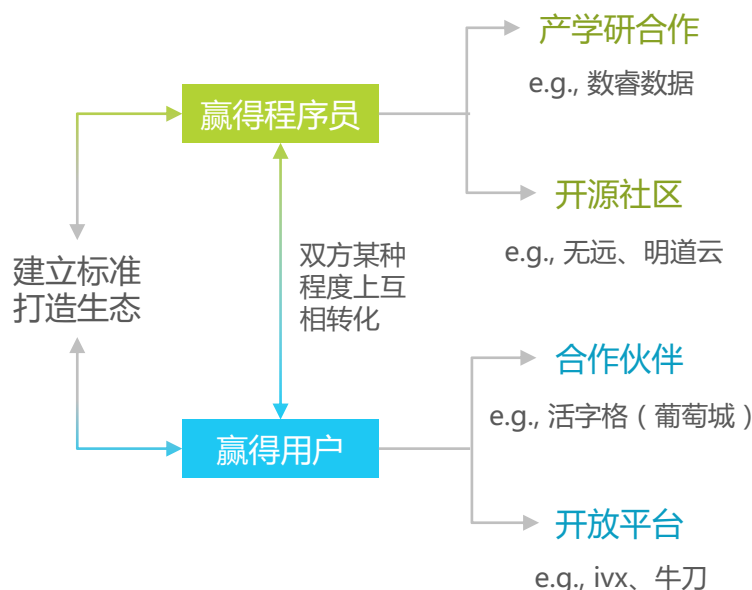 产学研合作
e.g., 数睿数据
赢得程序员
开源社区
e.g., 无远、明道云
双方某种
程度上互
相转化
建立标准
打造生态
合作伙伴
e.g., 活字格（葡萄城）
赢得用户
开放平台
e.g., ivx、牛刀